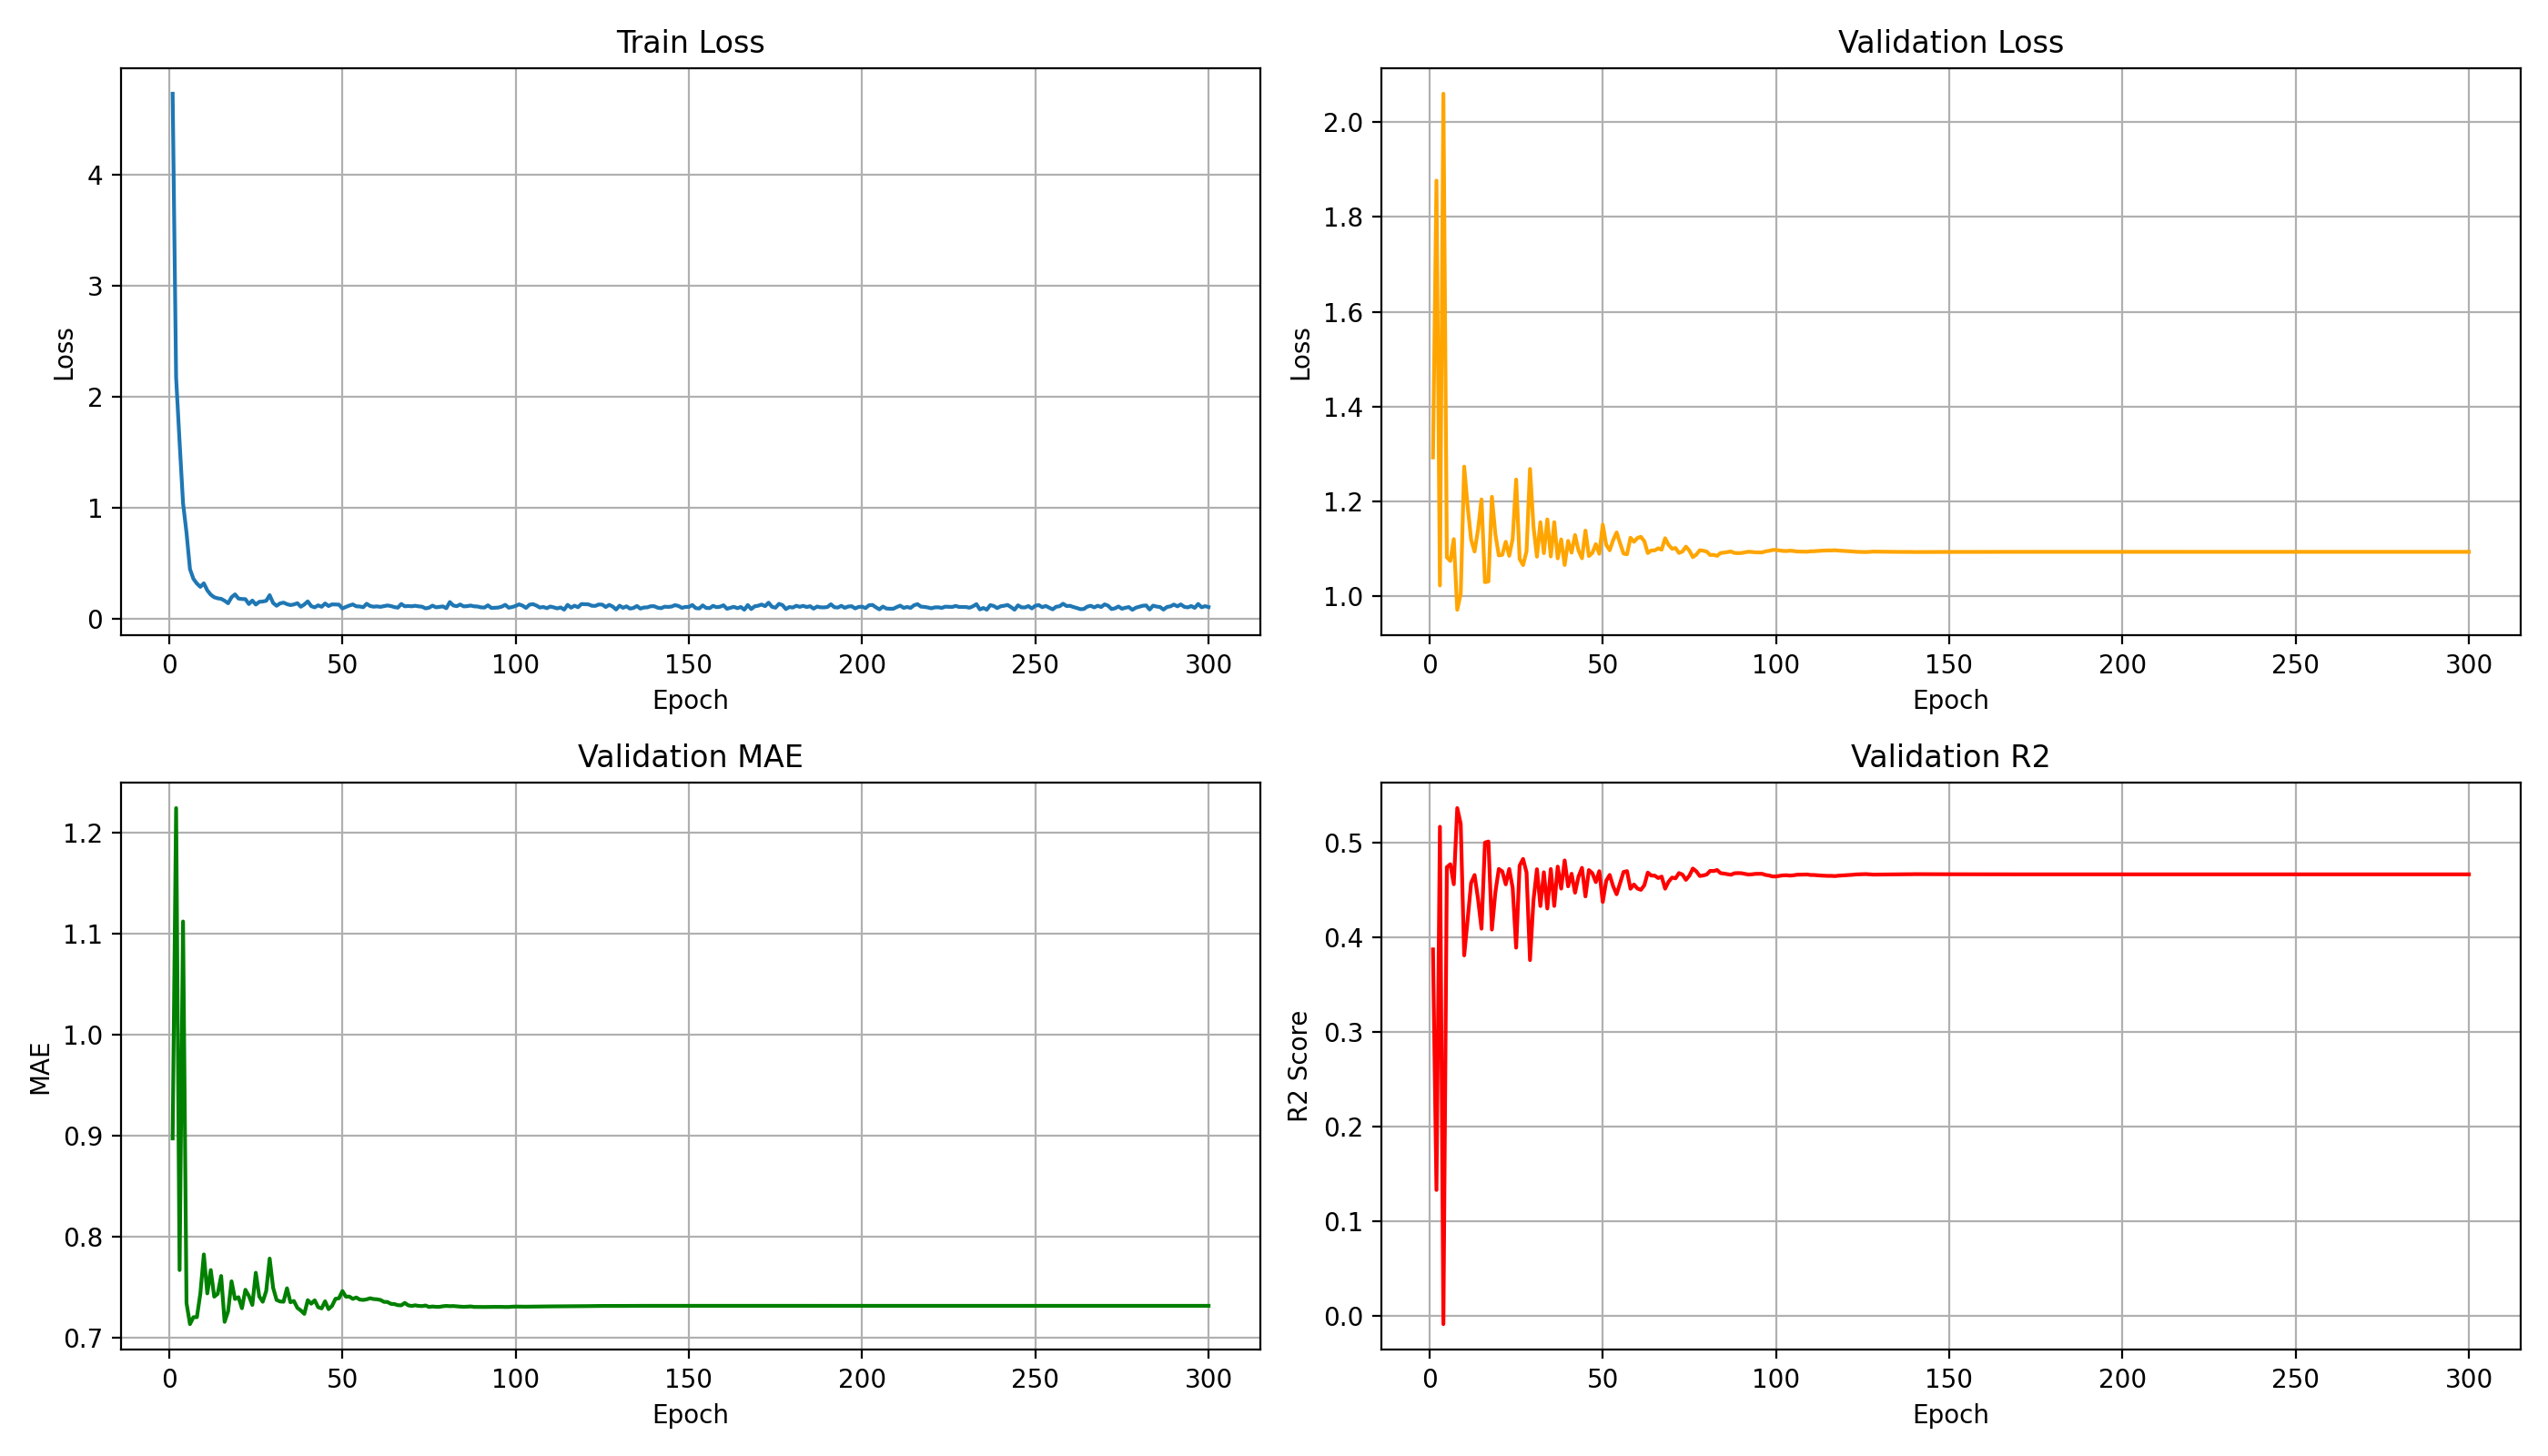 Train Loss
Loss
4
3
2
1
0
0 50 100 150 200 250 300
Epoch
Validation Loss
Loss
2.0
1.8
1.6
1.4
1.2
1.0
0 50 100 150 200 250 300
Epoch
Validation MAE
MAE
1.2
1.1
1.0
0.9
0.8
0.7
0 50 100 150 200 250 300
Epoch
Validation R2
R2 Score
0.5
0.4
0.3
0.2
0.1
0.0
0 50 100 150 200 250 300
Epoch